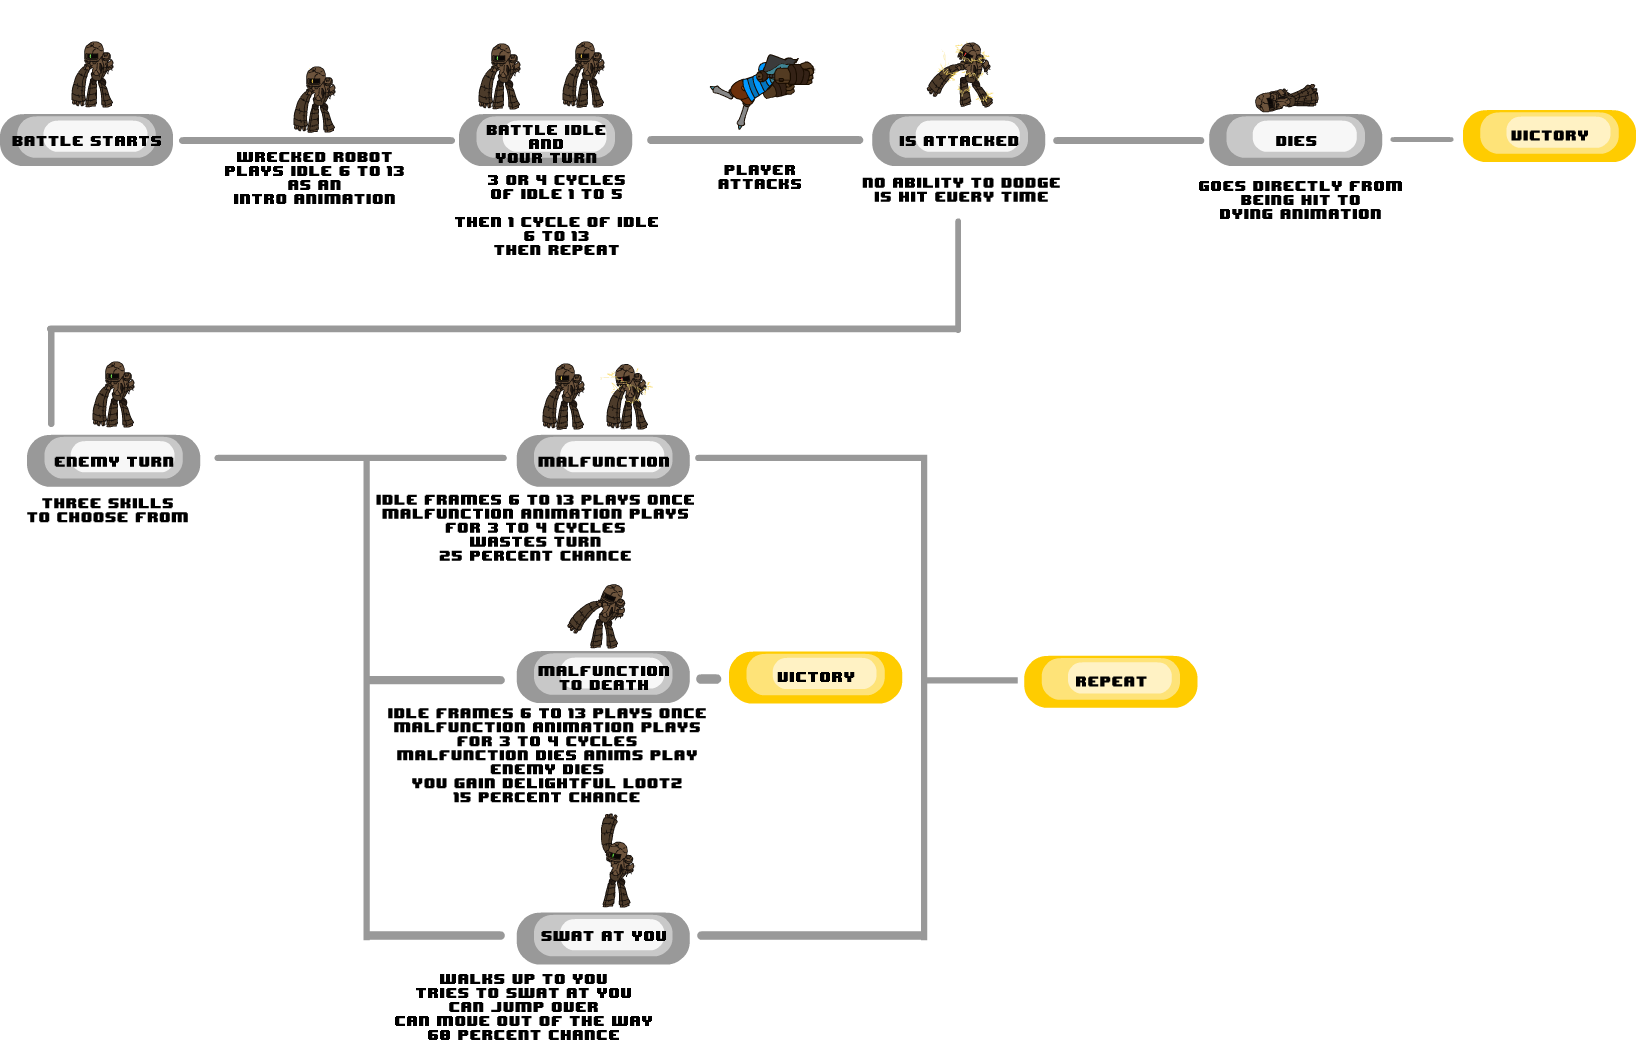 BATTLE STARTS
WRECKED ROBOT
PLAYS IDLE 6 TO 13
AS AN
INTRO ANIMATION
BATTLE IDLE
AND
YOUR TURN
3 OR 4 CYCLES
OF IDLE 1 TO 5
THEN 1 CYCLE OF IDLE
6 TO 13
THEN REPEAT
PLAYER
ATTACKS
IS ATTACKED
NO ABILITY TO DODGE
IS HIT EVERY TIME
DIES
GOES DIRECTLY FROM
BEING HIT TO
DYING ANIMATION
VICTORY
ENEMY TURN
THREE SKILLS
TO CHOOSE FROM
MALFUNCTION
IDLE FRAMES 6 TO 13 PLAYS ONCE
MALFUNCTION ANIMATION PLAYS
FOR 3 TO 4 CYCLES
WASTES TURN
25 PERCENT CHANCE
MALFUNCTION
TO DEATH
IDLE FRAMES 6 TO 13 PLAYS ONCE
MALFUNCTION ANIMATION PLAYS
FOR 3 TO 4 CYCLES
MALFUNCTION DIES ANIMS PLAY
ENEMY DIES
YOU GAIN DELIGHTFUL LOOTZ
15 PERCENT CHANCE
VICTORY
REPEAT
SWAT AT YOU
WALKS UP TO YOU
TRIES TO SWAT AT YOU
CAN JUMP OVER
CAN MOVE OUT OF THE WAY
60 PERCENT CHANCE